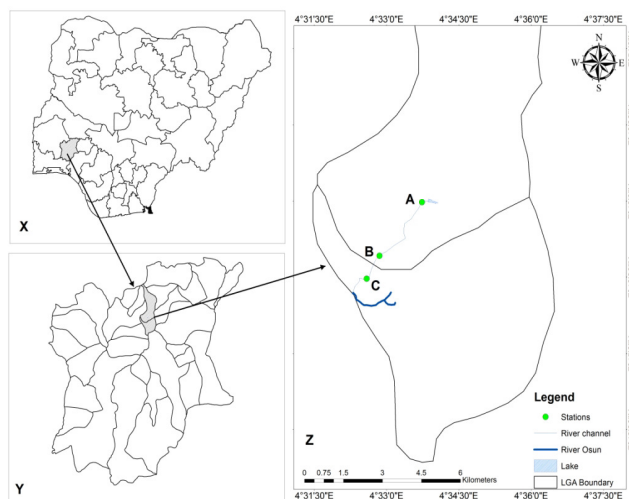 X
Y
4°31'30"E 4°33'0"E 4°34'30"E 4°36'0"E 4°37'30"E
N
W E
S
A
B
C
Z
Legend
Stations
River channel
River Osun
Lake
LGA Boundary
0 0.75 1.5 3 4.5 6
Kilometers
4°31'30"E 4°33'0"E 4°34'30"E 4°36'0"E 4°37'30"E